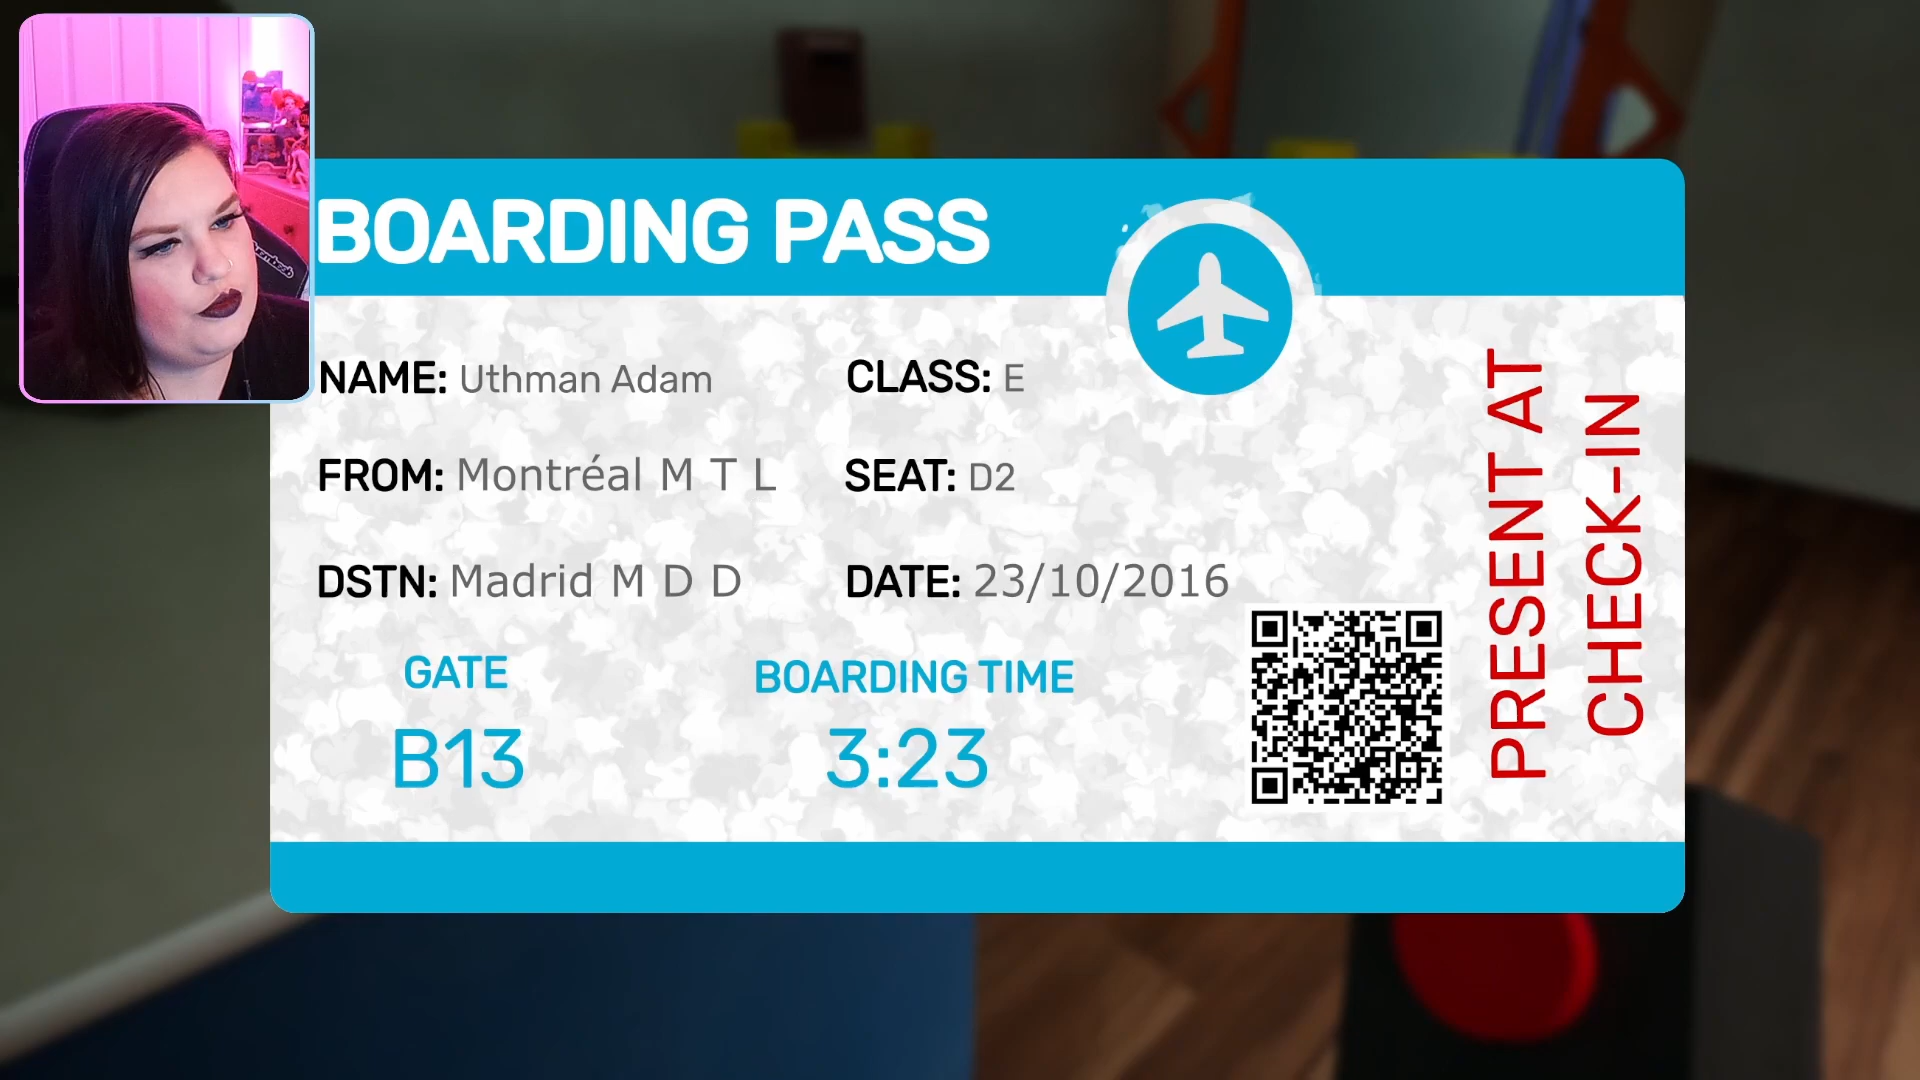 BOARDING PASS
NAME: Uthman Adam
CLASS: E
FROM: Montréal M T L
SEAT: D2
DSTN: Madrid M D D
DATE: 23/10/2016
GATE
BOARDING TIME
B13
3:23
PRESENT AT
CHECK-IN